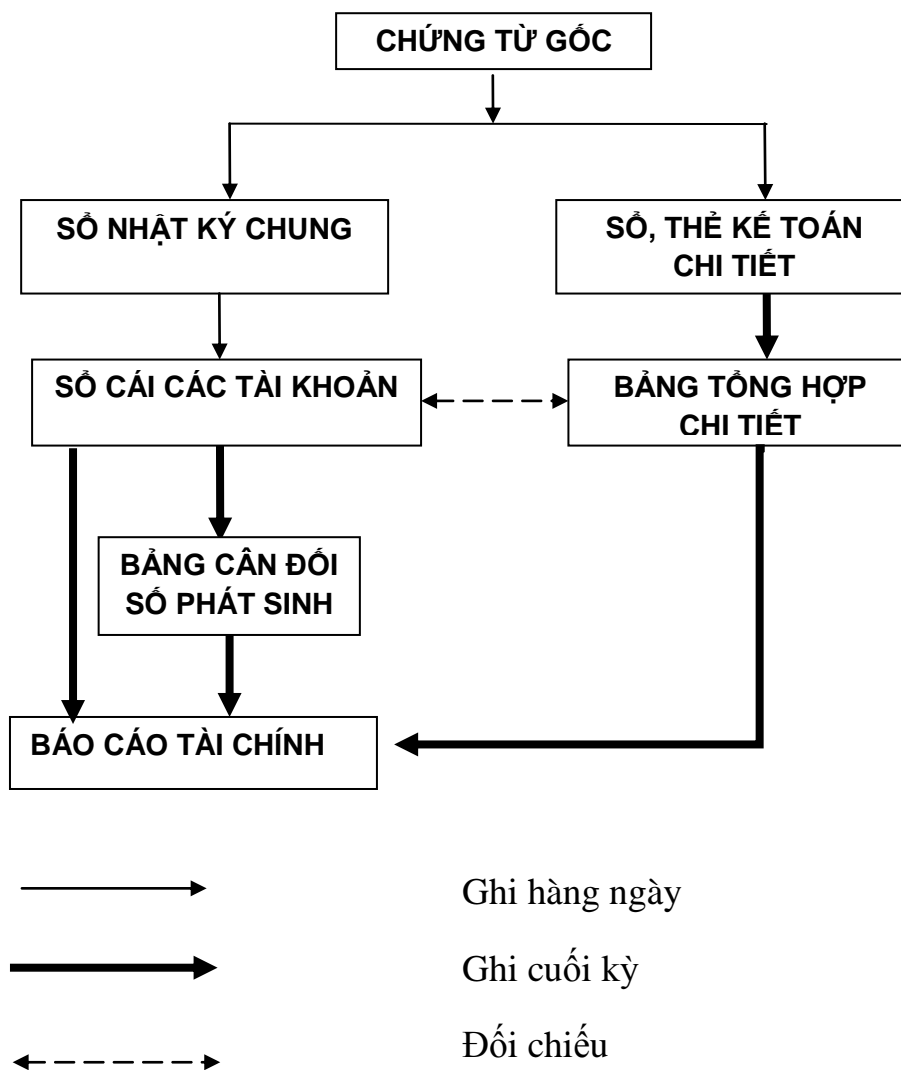 CHỨNG TỪ GỐC
SỔ NHẬT KÝ CHUNG
SỔ, THẺ KẾ TOÁN
CHI TIẾT
SỔ CÁI CÁC TÀI KHOẢN
BẢNG TỔNG HỢP
CHI TIẾT
BẢNG CÂN ĐỐI
SỐ PHÁT SINH
BÁO CÁO TÀI CHÍNH
Ghi hàng ngày
Ghi cuối kỳ
Đối chiếu